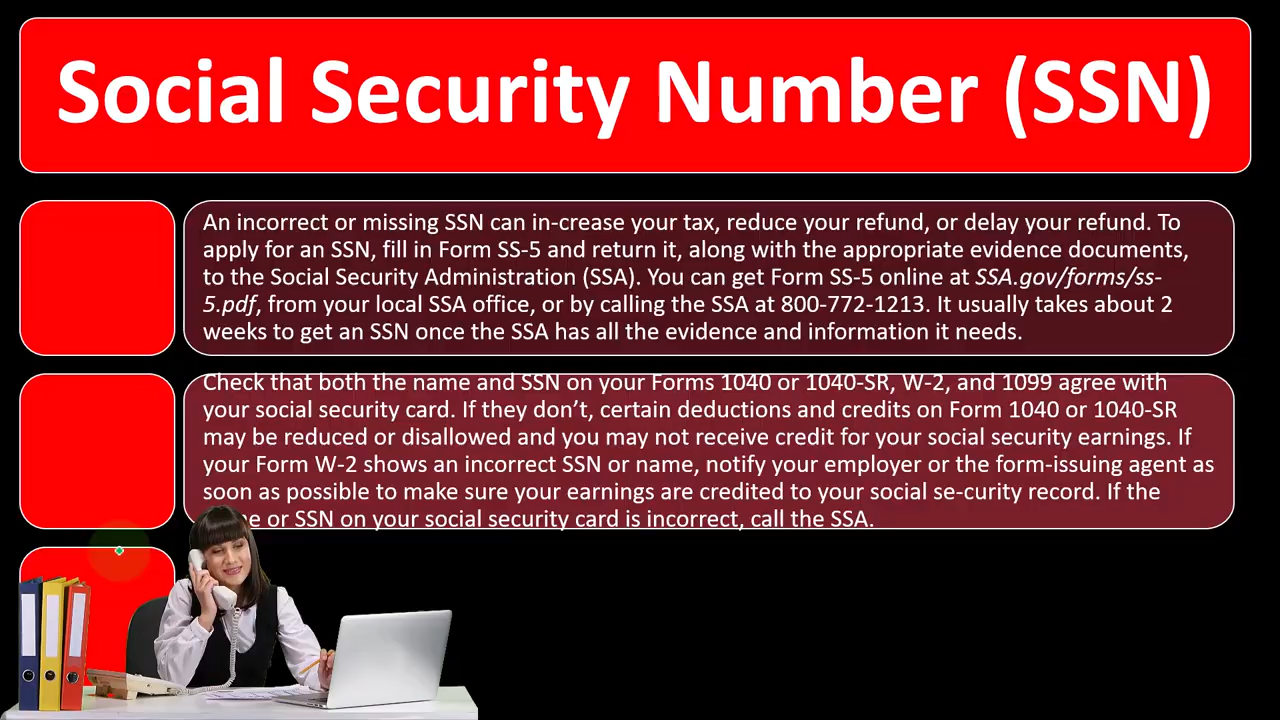 Social Security Number (SSN)
An incorrect or missing SSN can in-crease your tax, reduce your refund, or delay your refund. To
apply for an SSN, fill in Form SS-5 and return it, along with the appropriate evidence documents,
to the Social Security Administration (SSA). You can get Form SS-5 online at SSA.gov/forms/ss-
5.pdf, from your local SSA office, or by calling the SSA at 800-772-1213. It usually takes about 2
weeks to get an SSN once the SSA has all the evidence and information it needs.
Check that both the name and SSN on your Forms 1040 or 1040-SR, W-2, and 1099 agree with
your social security card. If they don’t, certain deductions and credits on Form 1040 or 1040-SR
may be reduced or disallowed and you may not receive credit for your social security earnings. If
your Form W-2 shows an incorrect SSN or name, notify your employer or the form-issuing agent as
soon as possible to make sure your earnings are credited to your social se-curity record. If the
or SSN on your social security card is incorrect, call the SSA.